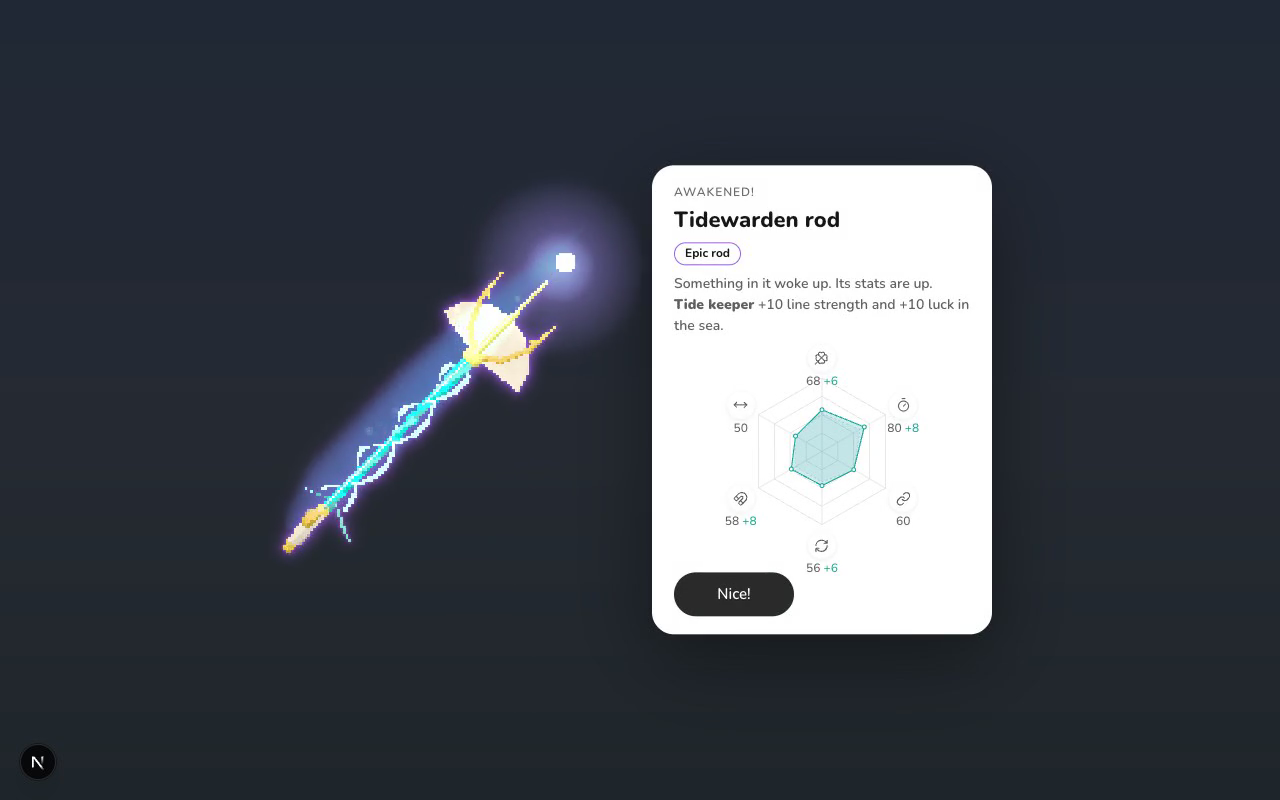 AWAKENED!
Tidewarden rod
Epic rod
Something in it woke up. Its stats are up.
Tide keeper +10 line strength and +10 luck in
the sea.
68 +6
50
80 +8
58 +8
60
56 +6
Nice!
N